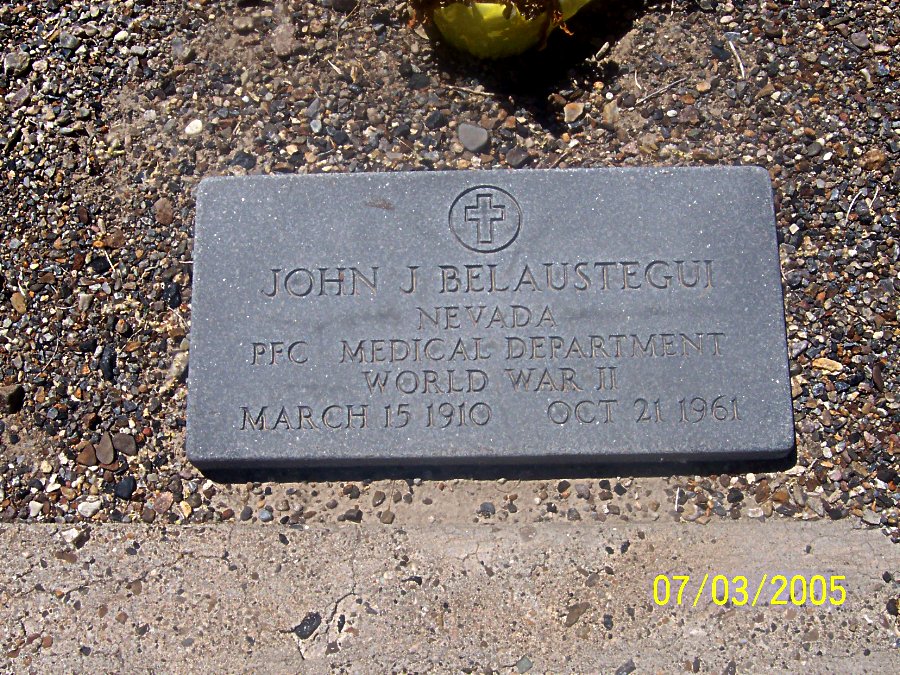 JOHN J BELAUSTEGUI
NEVADA
PFC MEDICAL DEPARTMENT
WORLD WAR II
MARCH 15 1910 OCT 21 1961
07/03/2005